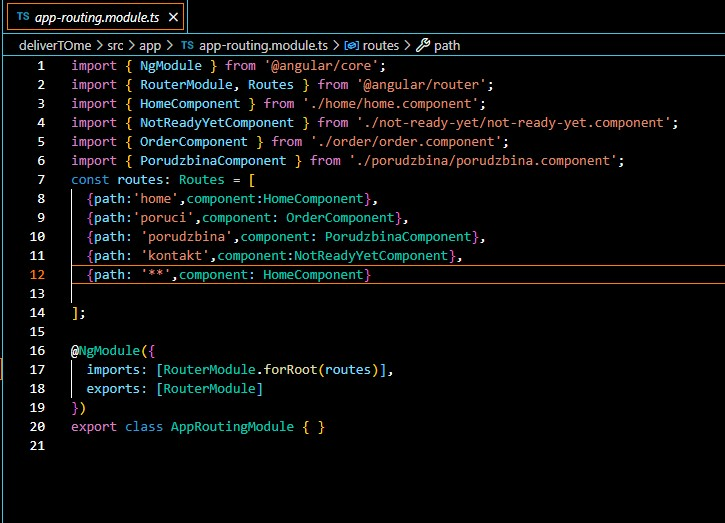 TS app-routing.module.ts ×
deliverTOme > src > app > TS app-routing.module.ts > routes > path
1 import { NgModule } from '@angular/core';
2 import { RouterModule, Routes } from '@angular/router';
3 import { HomeComponent } from './home/home.component';
4 import { NotReadyYetComponent } from './not-ready-yet/not-ready-yet.component';
5 import { OrderComponent } from './order/order.component';
6 import { PorudzbinaComponent } from './porudzbina/porudzbina.component';
7 const routes: Routes = [
8   {path:'home',component:HomeComponent},
9   {path:'poruci',component: OrderComponent},
10   {path: 'porudzbina',component: PorudzbinaComponent},
11   {path: 'kontakt',component:NotReadyYetComponent},
12   {path: '**',component: HomeComponent}
13
14 ];
15
16 @NgModule({
17   imports: [RouterModule.forRoot(routes)],
18   exports: [RouterModule]
19 })
20 export class AppRoutingModule { }
21